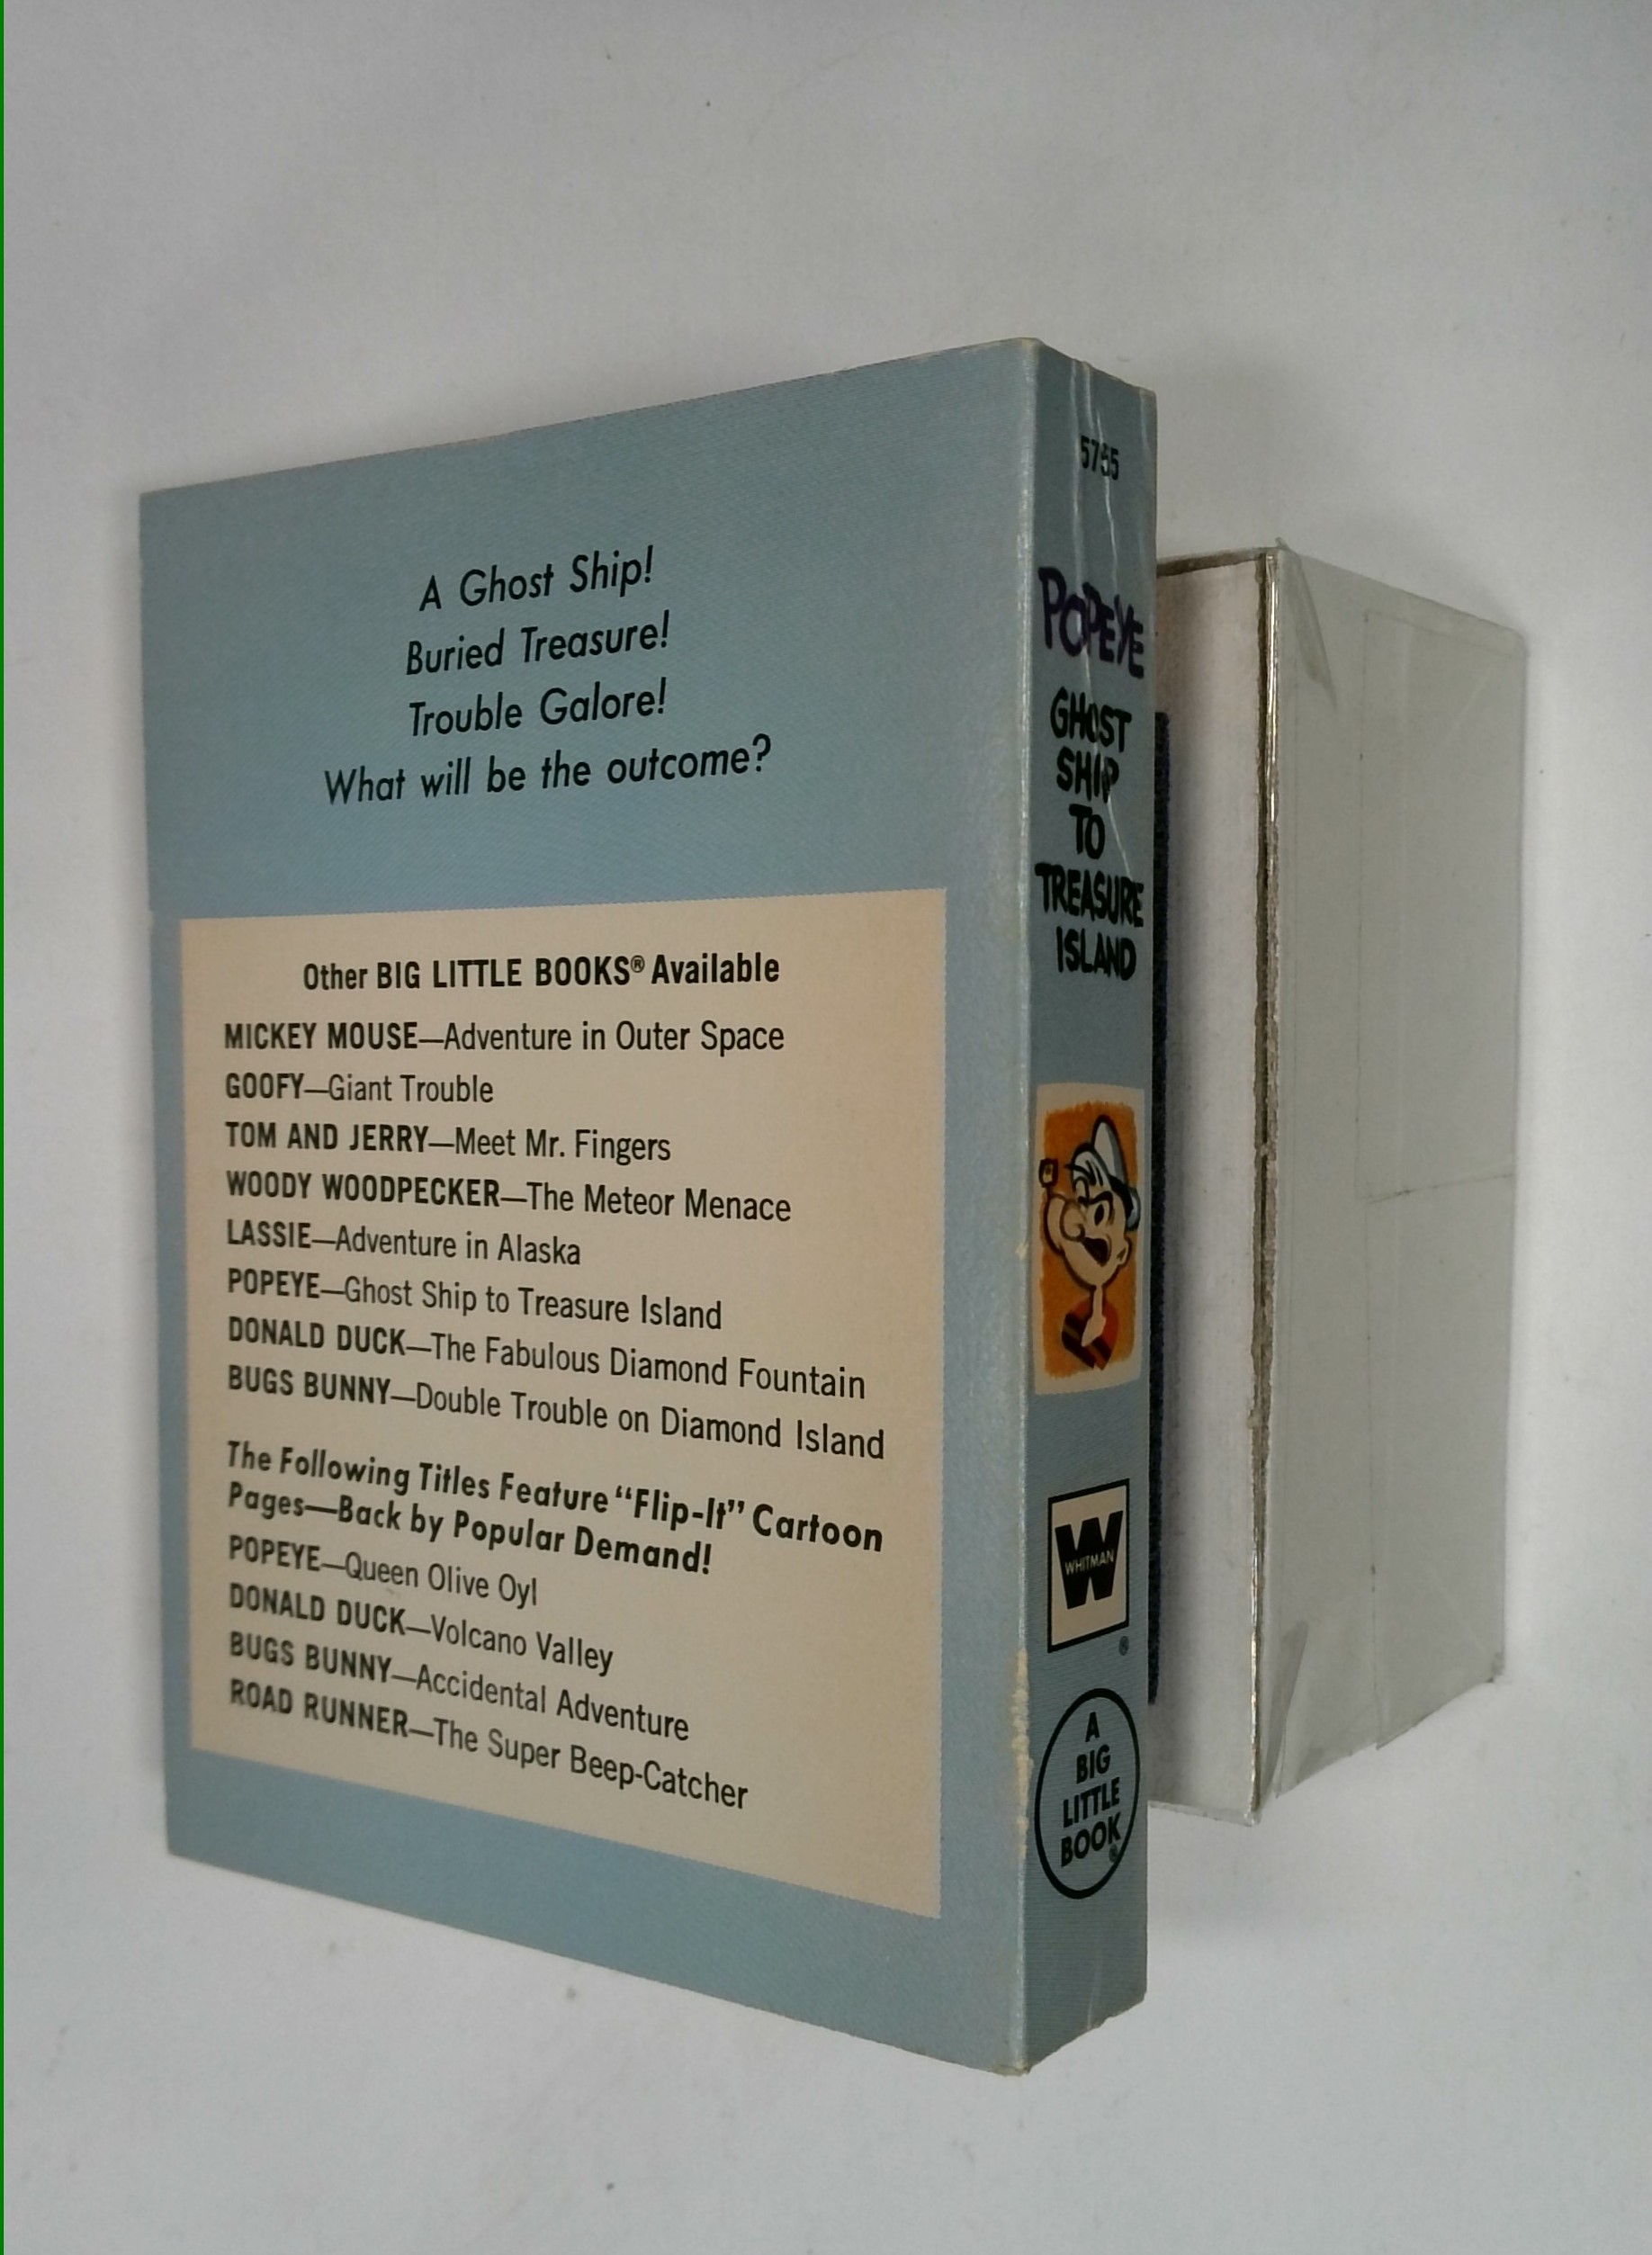 A Ghost Ship!
Buried Treasure!
Trouble Galore!
What will be the outcome?
Other BIG LITTLE BOOKS® Available
MICKEY MOUSE—Adventure in Outer Space
GOOFY—Giant Trouble
TOM AND JERRY—Meet Mr. Fingers
WOODY WOODPECKER—The Meteor Menace
LASSIE—Adventure in Alaska
POPEYE—Ghost Ship to Treasure Island
DONALD DUCK—The Fabulous Diamond Fountain
BUGS BUNNY—Double Trouble on Diamond Island
The Following Titles Feature “Flip-It” Cartoon
Pages—Back by Popular Demand!
POPEYE—Queen Olive Oyl
DONALD DUCK—Volcano Valley
BUGS BUNNY—Accidental Adventure
ROAD RUNNER—The Super Beep-Catcher
5755
POPEYE
GHOST
SHIP
TO
TREASURE
ISLAND
W
WHITMAN
®
A
BIG
LITTLE
BOOK®